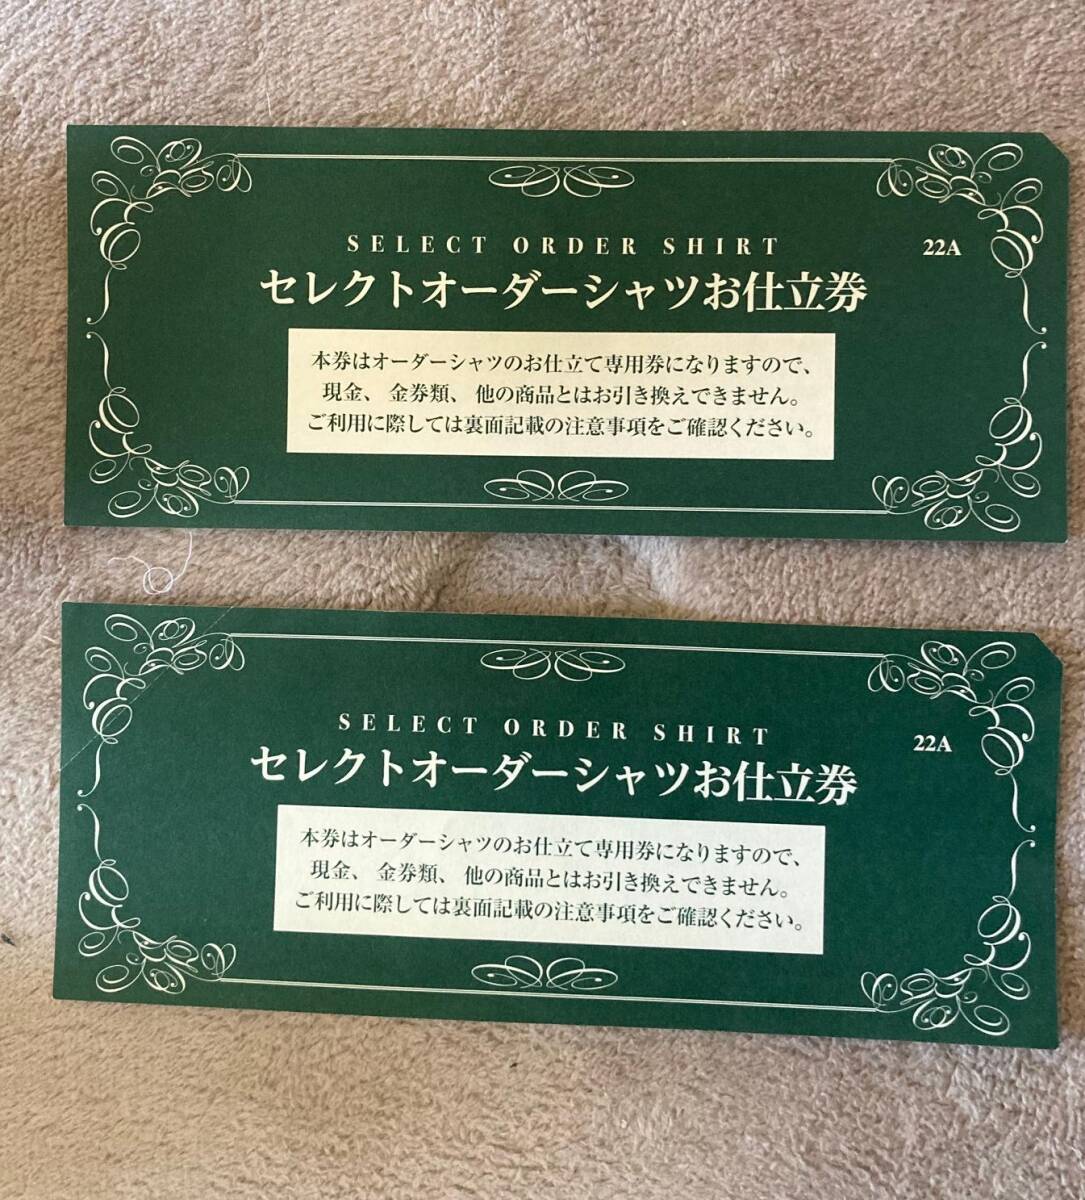 SELECT ORDER SHIRT
22A
セレクトオーダーシャツお仕立券
本券はオーダーシャツのお仕立て専用券になりますので、
現金、金券類、他の商品とはお引き換えできません。
ご利用に際しては裏面記載の注意事項をご確認ください。
SELECT ORDER SHIRT
22A
セレクトオーダーシャツお仕立券
本券はオーダーシャツのお仕立て専用券になりますので、
現金、金券類、他の商品とはお引き換えできません。
ご利用に際しては裏面記載の注意事項をご確認ください。